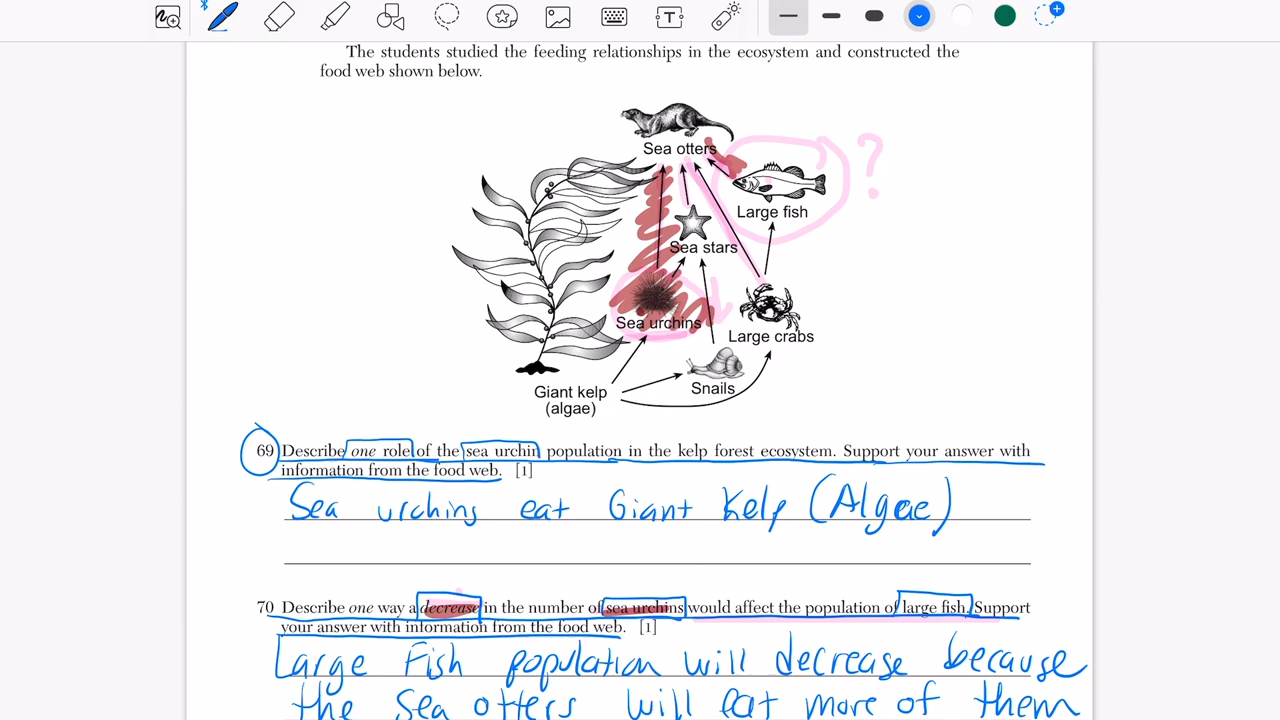 The students studied the feeding relationships in the ecosystem and constructed the
food web shown below.
Sea otters
?
Large fish
Sea stars
Sea urchins
Large crabs
Snails
Giant kelp
(algae)
69 Describe one role of the sea urchin population in the kelp forest ecosystem. Support your answer with
information from the food web. [1]
Sea urchins eat Giant Kelp (Algae)
70 Describe one way a decrease in the number of sea urchins would affect the population of large fish. Support
your answer with information from the food web. [1]
Large Fish population will decrease because
the Sea otters will eat more of them